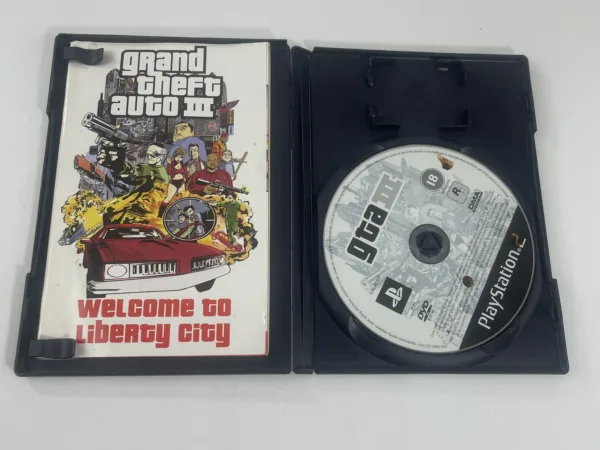 grand
theft
auto III
Welcome to
Liberty City
gta III
18
R
DMA
DVD
PlayStation 2